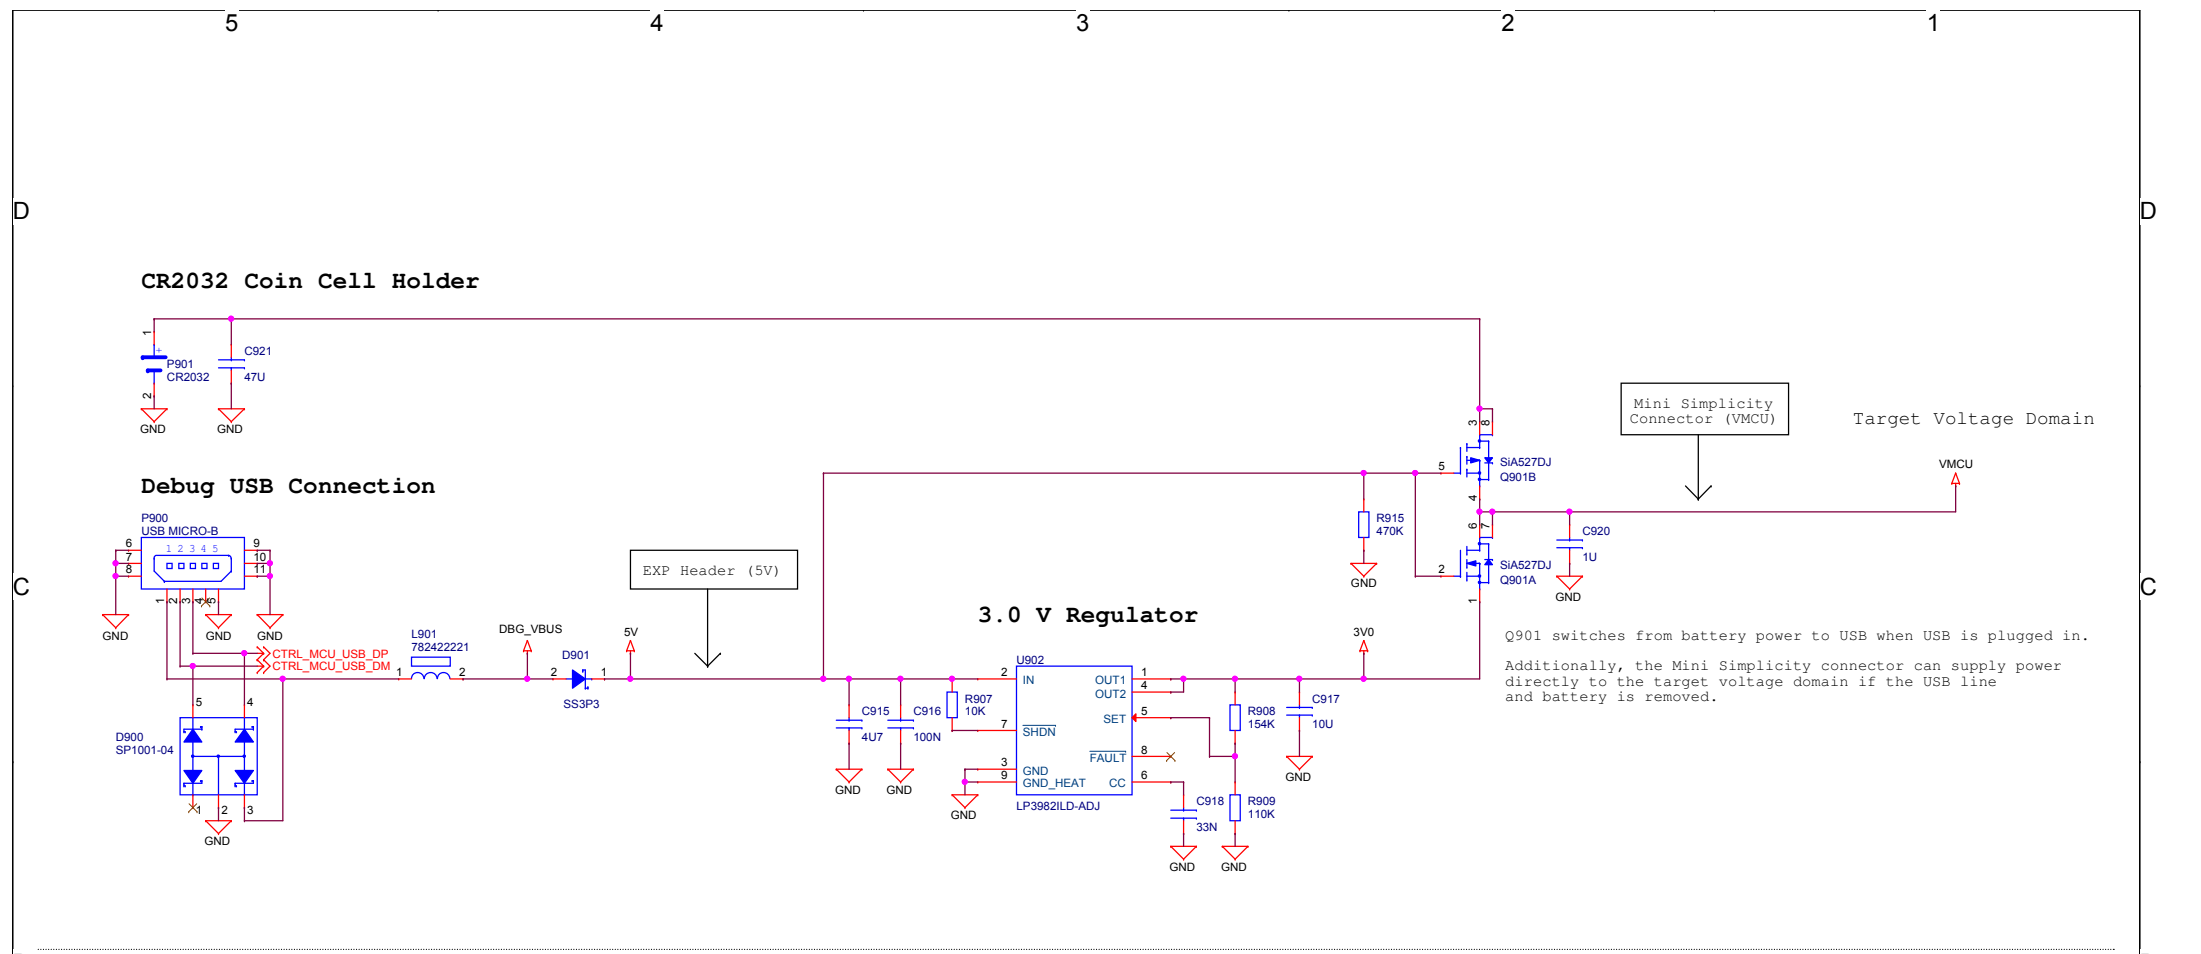 5 4 3 2 1
D D
CR2032 Coin Cell Holder
1
+
P901
CR2032
2
GND
C921
47U
GND
Mini Simplicity
Connector (VMCU)
Target Voltage Domain
VMCU
3 8
5
SiA527DJ
Q901B
4
6 7
2
SiA527DJ
Q901A
1
R915
470K
GND
C920
1U
GND
Debug USB Connection
P900
USB MICRO-B
1 2 3 4 5
6
7
8
9
10
11
1 2 3 4 5
GND
GND
GND
C C
EXP Header (5V)
CTRL_MCU_USB_DP
CTRL_MCU_USB_DM
L901
782422221
1 2
DBG_VBUS
D901
2 1
SS3P3
5V
5 4
D900
SP1001-04
1 2 3
GND
3.0 V Regulator
3V0
C915
4U7
GND
C916
100N
GND
R907
10K
U902
2 IN
7 SHDN
3 GND
9 GND_HEAT
OUT1 1
OUT2 4
SET 5
FAULT 8
CC 6
LP3982ILD-ADJ
GND
C918
33N
GND
R908
154K
R909
110K
GND
C917
10U
GND
Q901 switches from battery power to USB when USB is plugged in.
Additionally, the Mini Simplicity connector can supply power
directly to the target voltage domain if the USB line
and battery is removed.